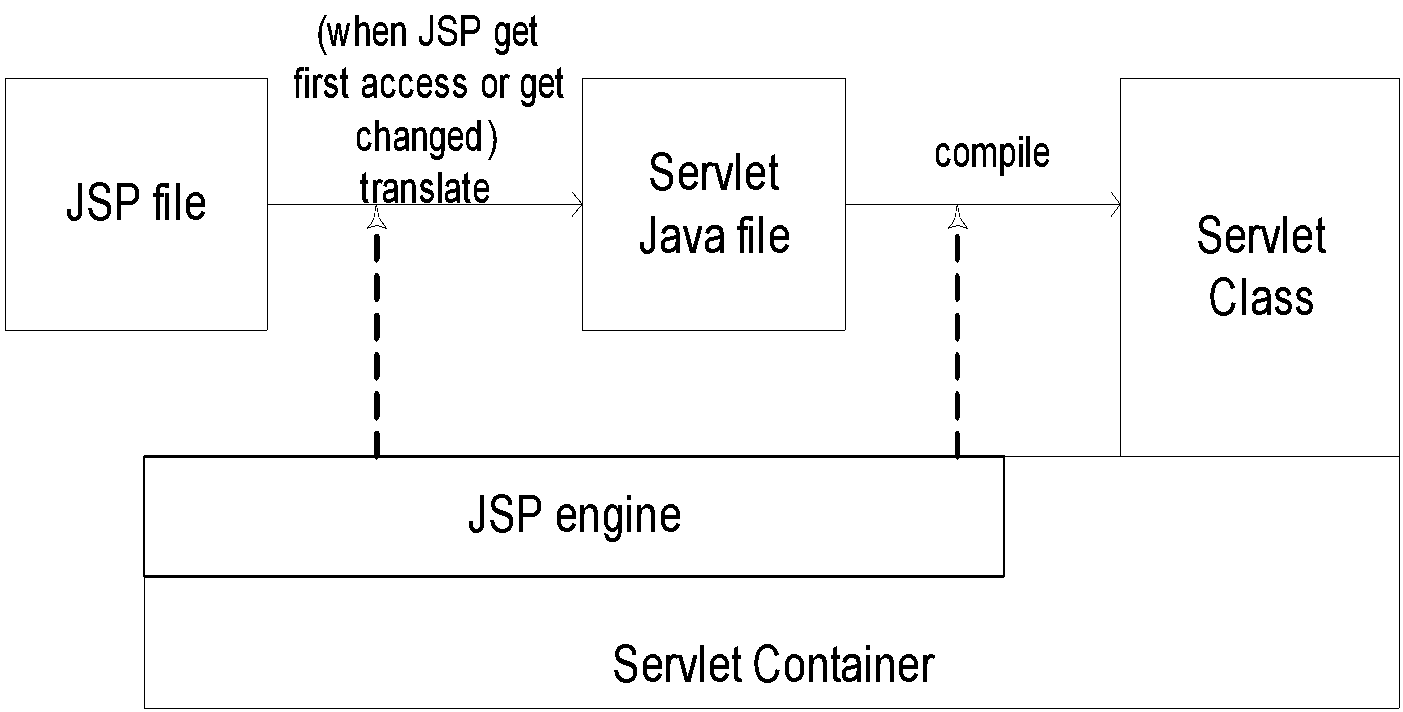 (when JSP get
first access or get
changed)
translate
JSP file
Servlet
Java file
compile
Servlet
Class
JSP engine
Servlet Container